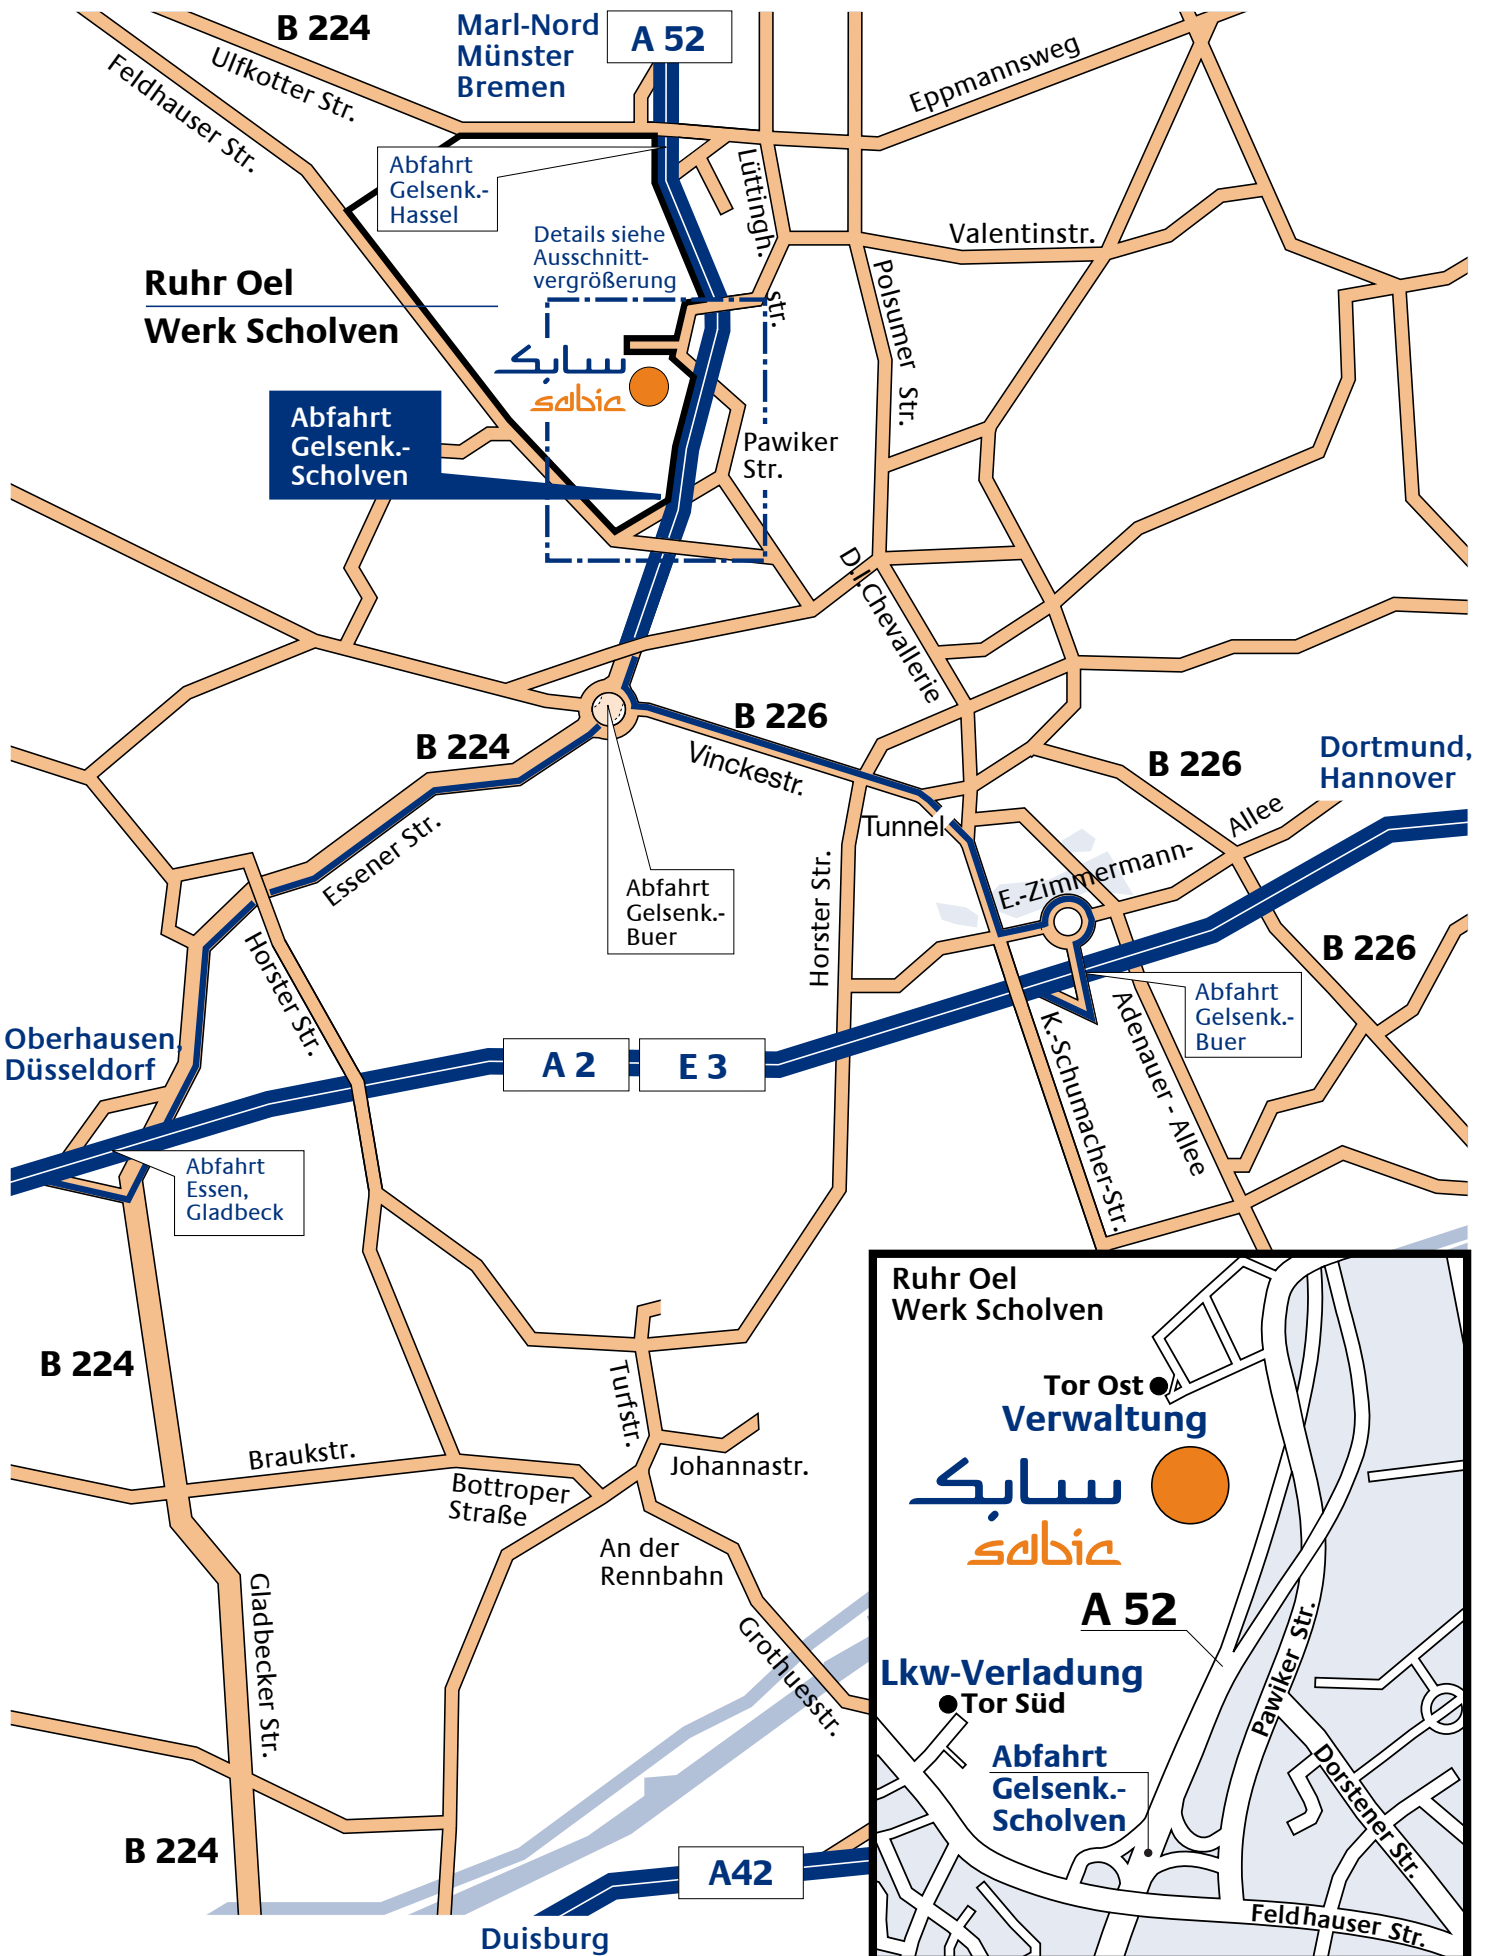 B 224
Marl-Nord
Münster
Bremen
A 52
Ulfkotter Str.
Feldhauser Str.
Eppmannsweg
Abfahrt
Gelsenk.-
Hassel
Lüttingh.
str.
Valentinstr.
Details siehe
Ausschnitt-
vergrößerung
Ruhr Oel
Werk Scholven
Polsumer Str.
سابك
sabic
Abfahrt
Gelsenk.-
Scholven
Pawiker
Str.
D.l.Chevallerie
B 226
B 224
Vinckestr.
B 226
Dortmund,
Hannover
Essener Str.
Tunnel
Allee
E.-Zimmermann-
Abfahrt
Gelsenk.-
Buer
Horster Str.
Horster Str.
B 226
Abfahrt
Gelsenk.-
Buer
Oberhausen,
Düsseldorf
A 2
E 3
K.-Schumacher-Str.
Adenauer - Allee
Abfahrt
Essen,
Gladbeck
B 224
Turfstr.
Braukstr.
Johannastr.
Bottroper
Straße
An der
Rennbahn
Gladbecker Str.
Grothuesstr.
B 224
A42
Duisburg
Ruhr Oel
Werk Scholven
Tor Ost
Verwaltung
سابك
sabic
A 52
Lkw-Verladung
Tor Süd
Pawiker Str.
Abfahrt
Gelsenk.-
Scholven
Dorstener Str.
Feldhauser Str.